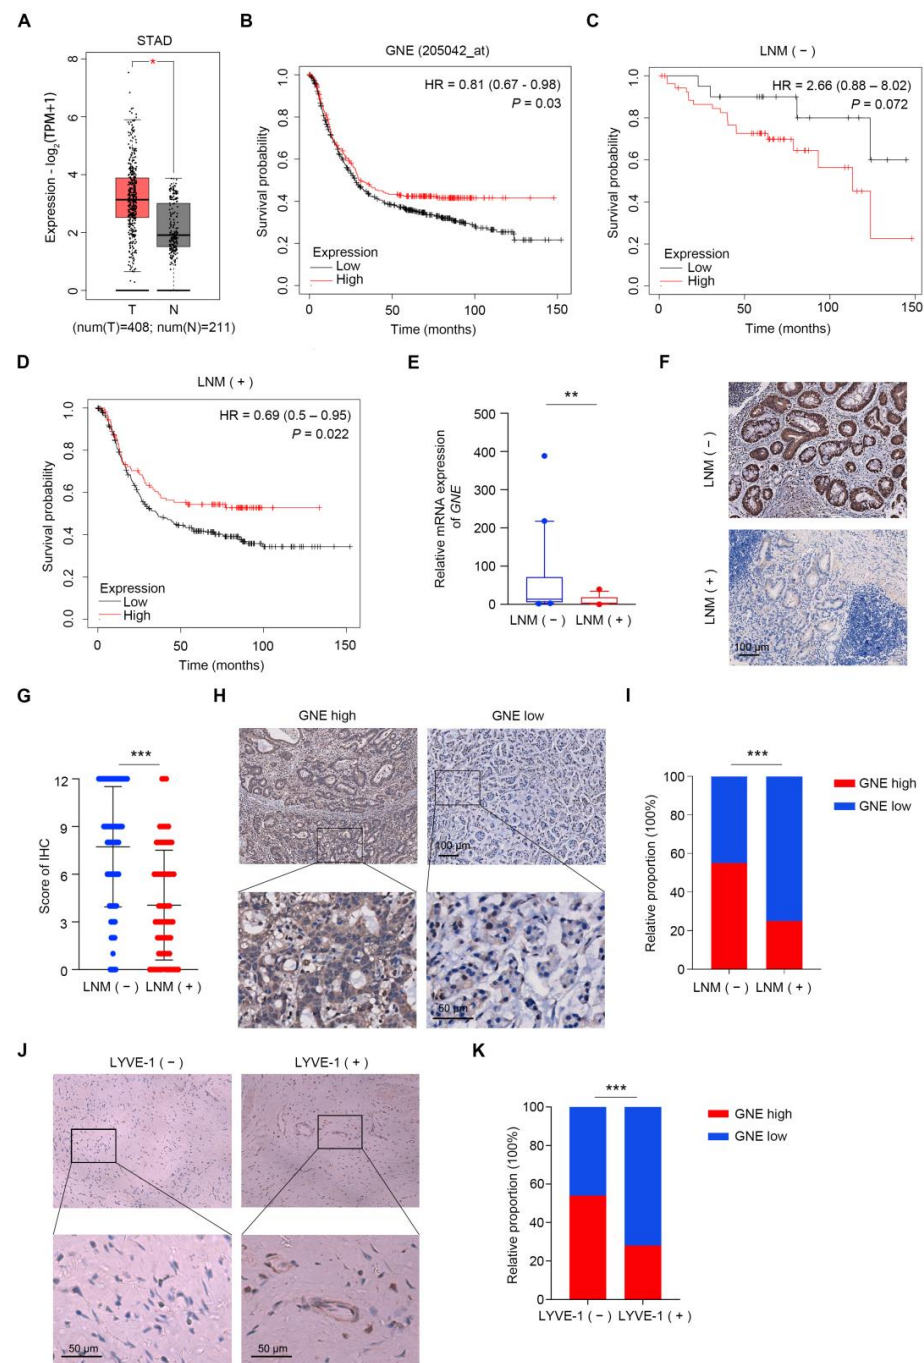 A
STAD
*
Expression - log2(TPM+1)
8
6
4
2
0
T N
(num(T)=408; num(N)=211)
B
GNE (205042_at)
HR = 0.81 (0.67 - 0.98)
P = 0.03
Survival probability
1.0
0.8
0.6
0.4
0.2
0.0
Expression
Low
High
0 50 100 150
Time (months)
C
LNM ( − )
HR = 2.66 (0.88 – 8.02)
P = 0.072
Survival probability
1.0
0.8
0.6
0.4
0.2
0.0
Expression
Low
High
0 50 100 150
Time (months)
D
LNM ( + )
HR = 0.69 (0.5 – 0.95)
P = 0.022
Survival probability
1.0
0.8
0.6
0.4
0.2
0.0
Expression
Low
High
0 50 100 150
Time (months)
E
**
Relative mRNA expression
of GNE
500
400
300
200
100
0
LNM ( − ) LNM ( + )
F
LNM ( − )
LNM ( + )
100 μm
G
***
Score of IHC
12
9
6
3
0
LNM ( − ) LNM ( + )
H
GNE high GNE low
100 μm
50 μm
I
***
Relative proportion (100%)
100
80
60
40
20
0
LNM ( − ) LNM ( + )
GNE high
GNE low
J
LYVE-1 ( − ) LYVE-1 ( + )
50 μm 50 μm
K
***
Relative proportion (100%)
100
80
60
40
20
0
LYVE-1 ( − ) LYVE-1 ( + )
GNE high
GNE low